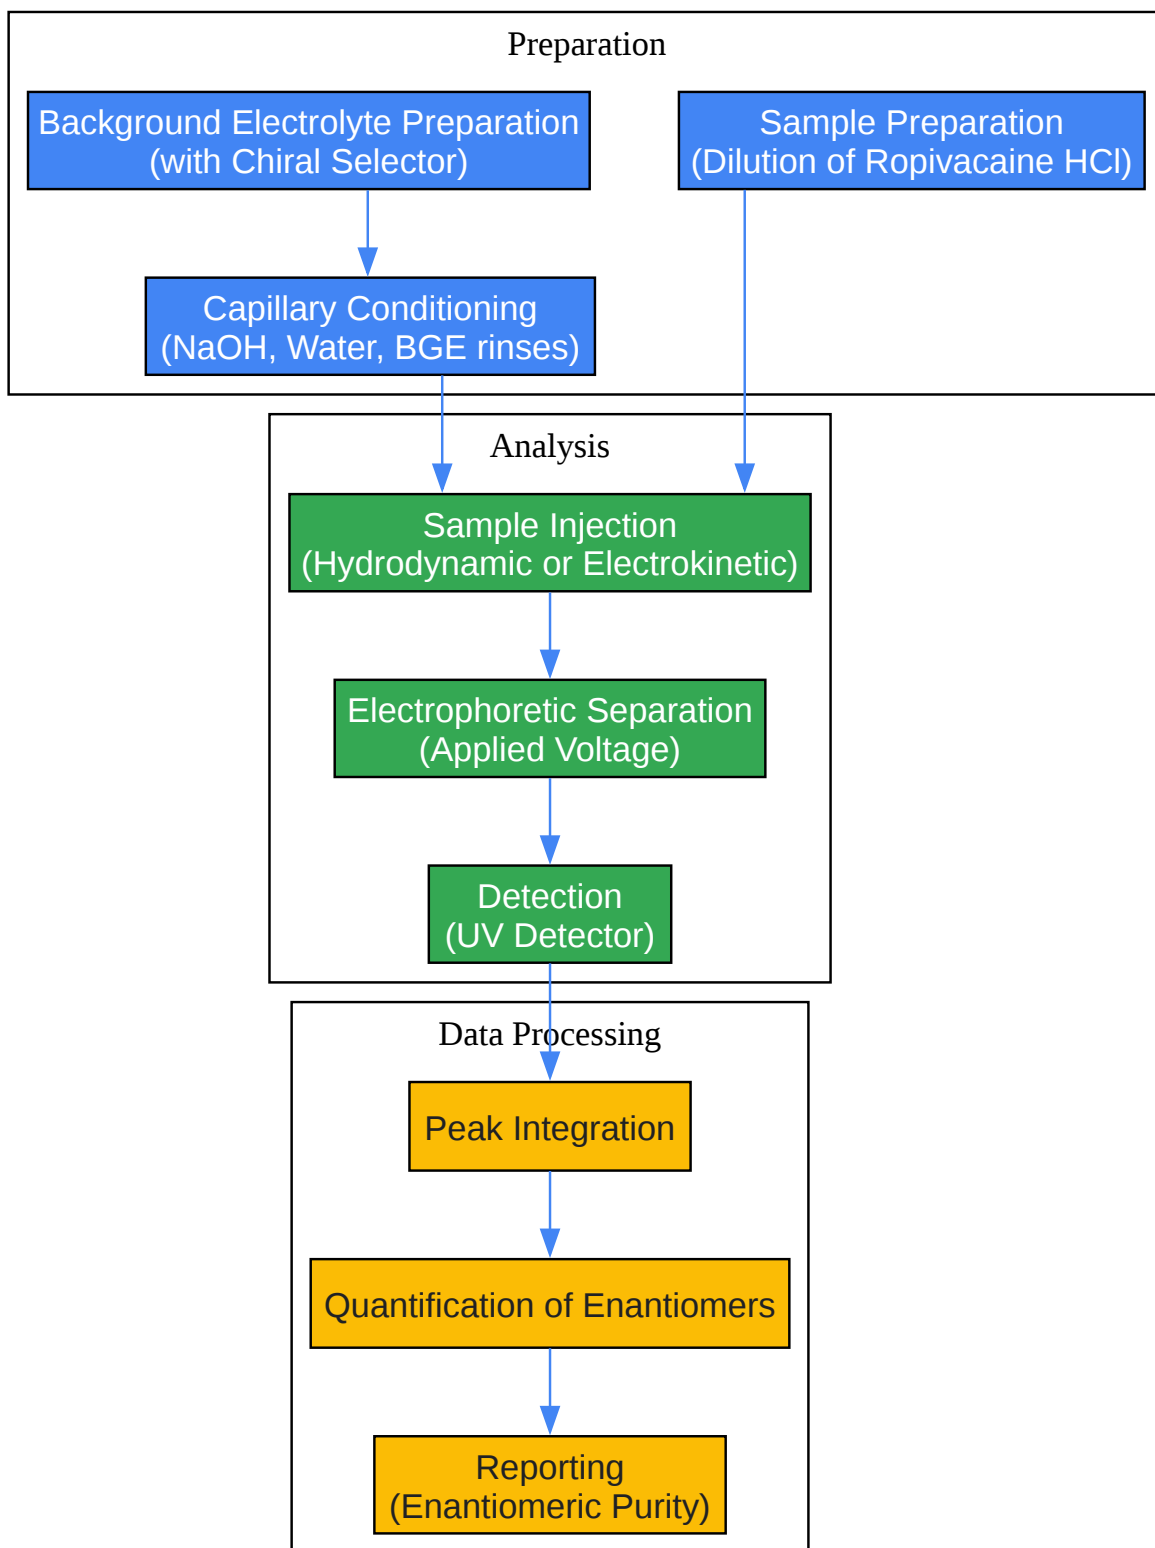 Preparation
Background Electrolyte Preparation
(with Chiral Selector)
Sample Preparation
(Dilution of Ropivacaine HCl)
Capillary Conditioning
(NaOH, Water, BGE rinses)
Analysis
Sample Injection
(Hydrodynamic or Electrokinetic)
Electrophoretic Separation
(Applied Voltage)
Detection
(UV Detector)
Data Processing
Peak Integration
Quantification of Enantiomers
Reporting
(Enantiomeric Purity)